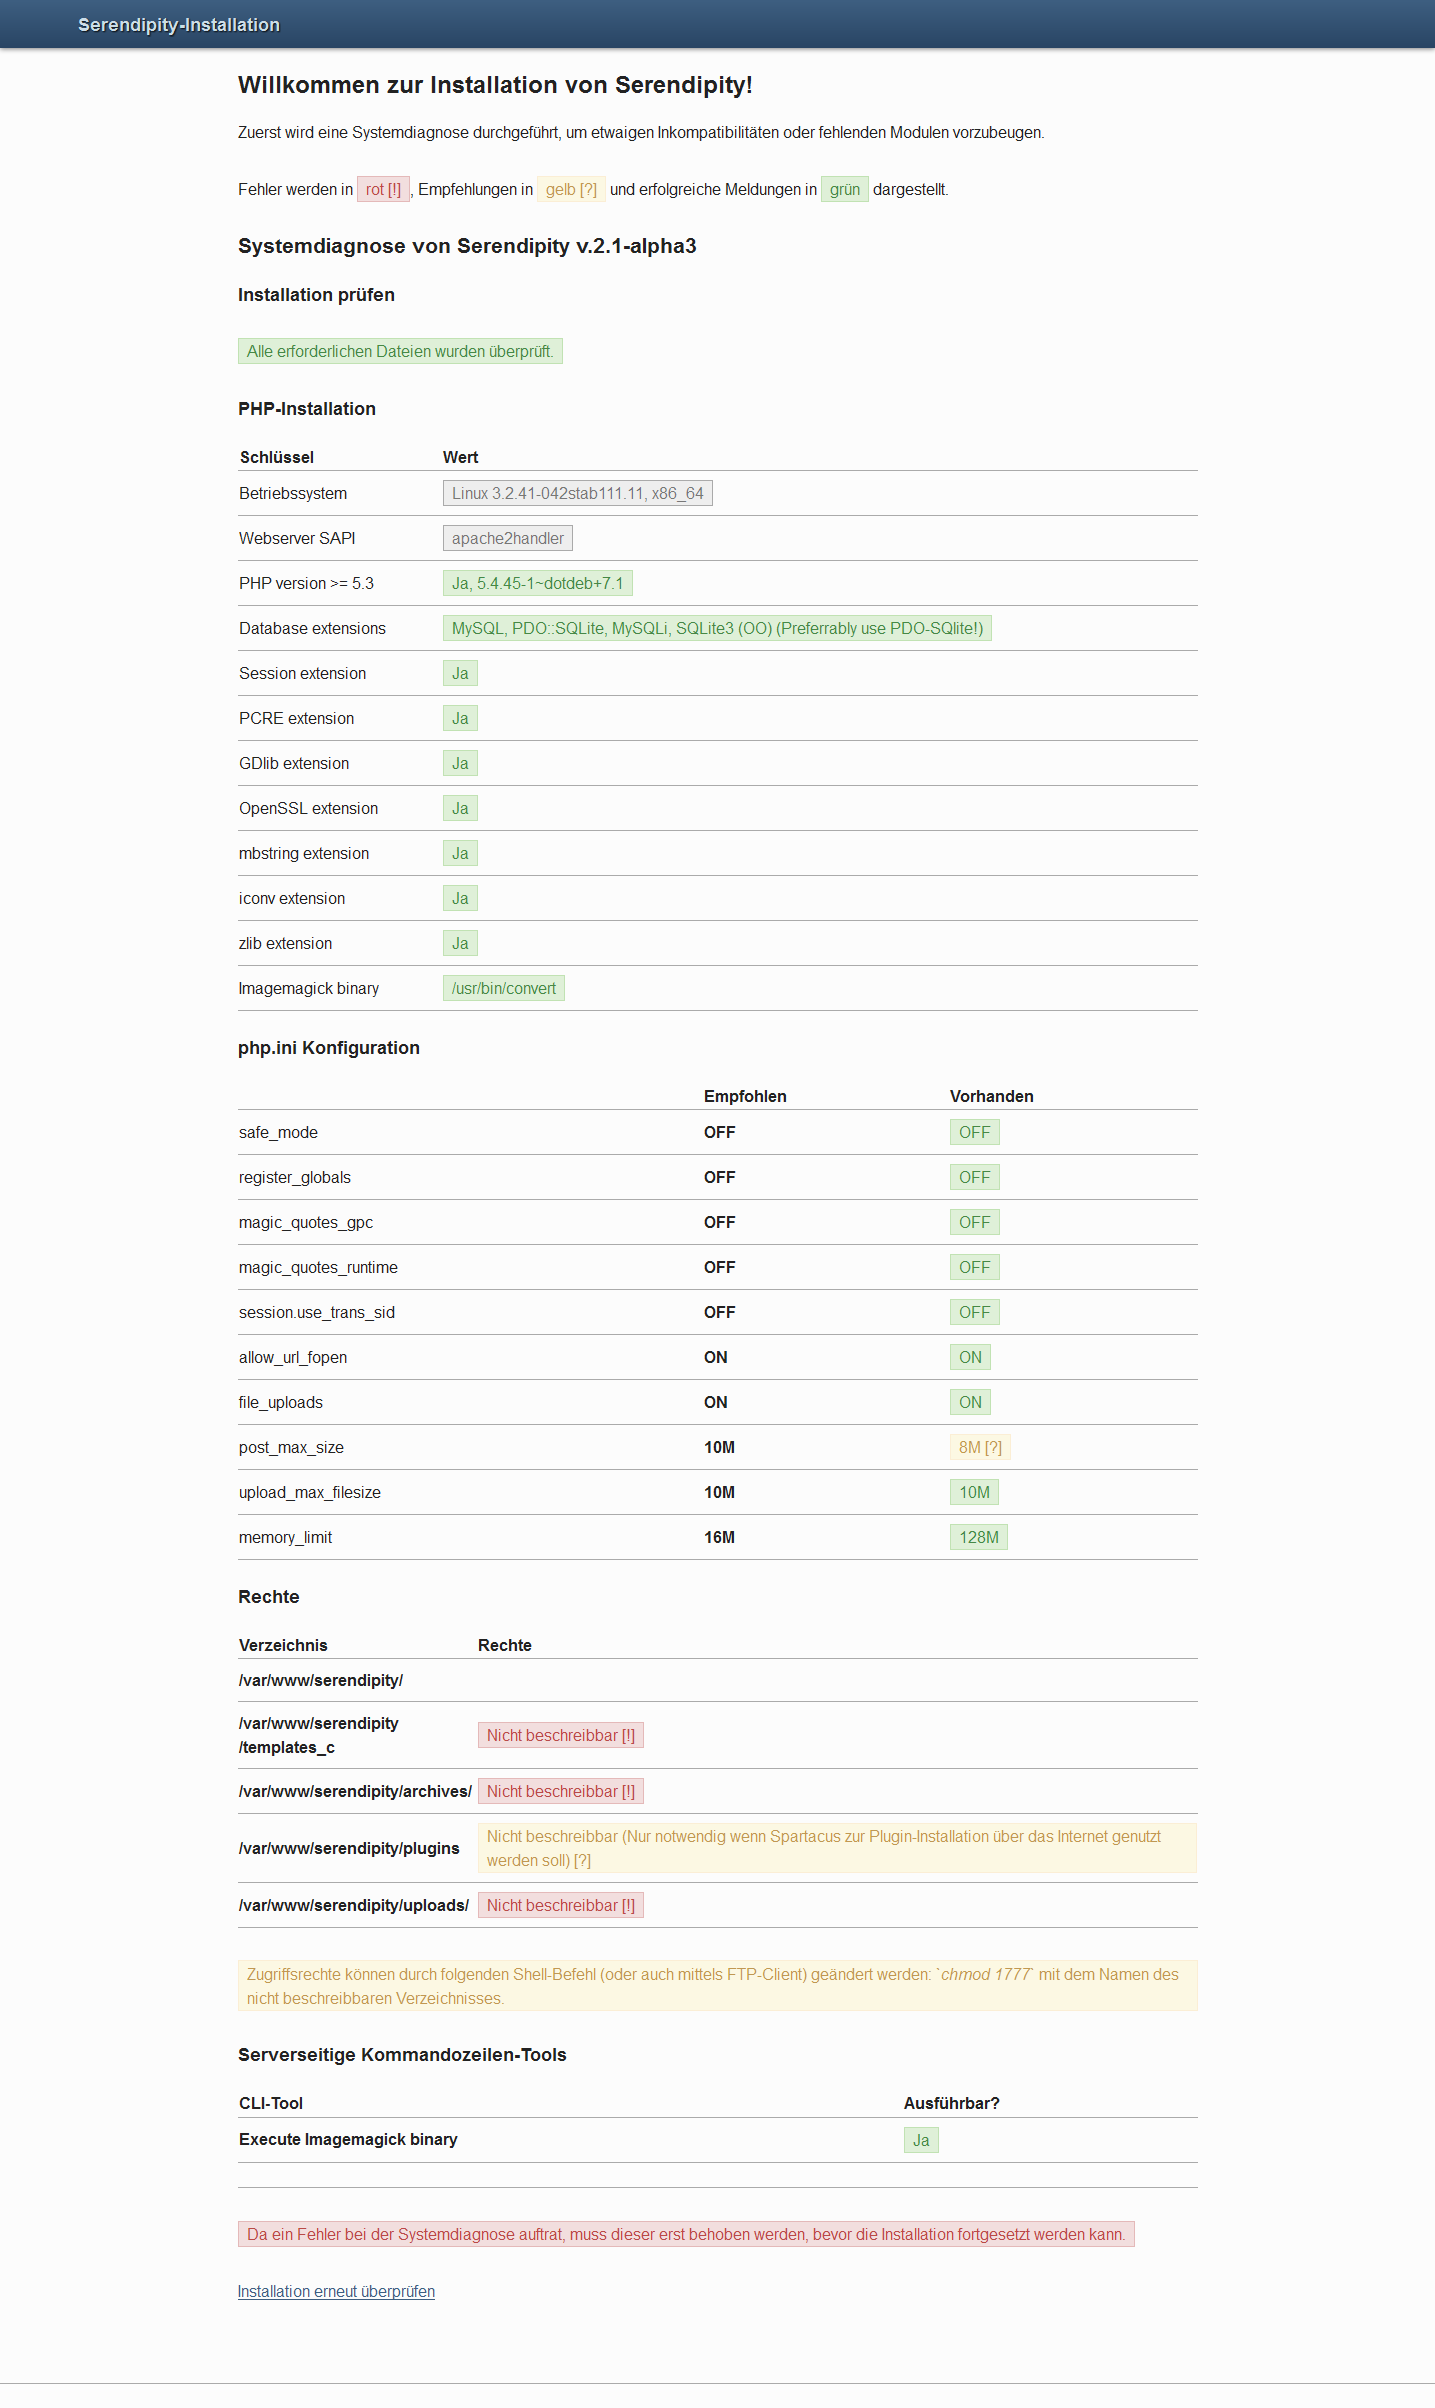 Serendipity-Installation
Willkommen zur Installation von Serendipity!
Zuerst wird eine Systemdiagnose durchgeführt, um etwaigen Inkompatibilitäten oder fehlenden Modulen vorzubeugen.
Fehler werden in rot [!], Empfehlungen in gelb [?] und erfolgreiche Meldungen in grün dargestellt.
Systemdiagnose von Serendipity v.2.1-alpha3
Installation prüfen
Alle erforderlichen Dateien wurden überprüft.
PHP-Installation
Schlüssel Wert
Betriebssystem Linux 3.2.41-042stab111.11, x86_64
Webserver SAPI apache2handler
PHP version >= 5.3 Ja, 5.4.45-1~dotdeb+7.1
Database extensions MySQL, PDO::SQLite, MySQLi, SQLite3 (OO) (Preferrably use PDO-SQlite!)
Session extension Ja
PCRE extension Ja
GDlib extension Ja
OpenSSL extension Ja
mbstring extension Ja
iconv extension Ja
zlib extension Ja
Imagemagick binary /usr/bin/convert
php.ini Konfiguration
Empfohlen Vorhanden
safe_mode OFF OFF
register_globals OFF OFF
magic_quotes_gpc OFF OFF
magic_quotes_runtime OFF OFF
session.use_trans_sid OFF OFF
allow_url_fopen ON ON
file_uploads ON ON
post_max_size 10M 8M [?]
upload_max_filesize 10M 10M
memory_limit 16M 128M
Rechte
Verzeichnis Rechte
/var/www/serendipity/
/var/www/serendipity
/templates_c Nicht beschreibbar [!]
/var/www/serendipity/archives/ Nicht beschreibbar [!]
/var/www/serendipity/plugins Nicht beschreibbar (Nur notwendig wenn Spartacus zur Plugin-Installation über das Internet genutzt
werden soll) [?]
/var/www/serendipity/uploads/ Nicht beschreibbar [!]
Zugriffsrechte können durch folgenden Shell-Befehl (oder auch mittels FTP-Client) geändert werden: `chmod 1777` mit dem Namen des
nicht beschreibbaren Verzeichnisses.
Serverseitige Kommandozeilen-Tools
CLI-Tool Ausführbar?
Execute Imagemagick binary Ja
Da ein Fehler bei der Systemdiagnose auftrat, muss dieser erst behoben werden, bevor die Installation fortgesetzt werden kann.
Installation erneut überprüfen